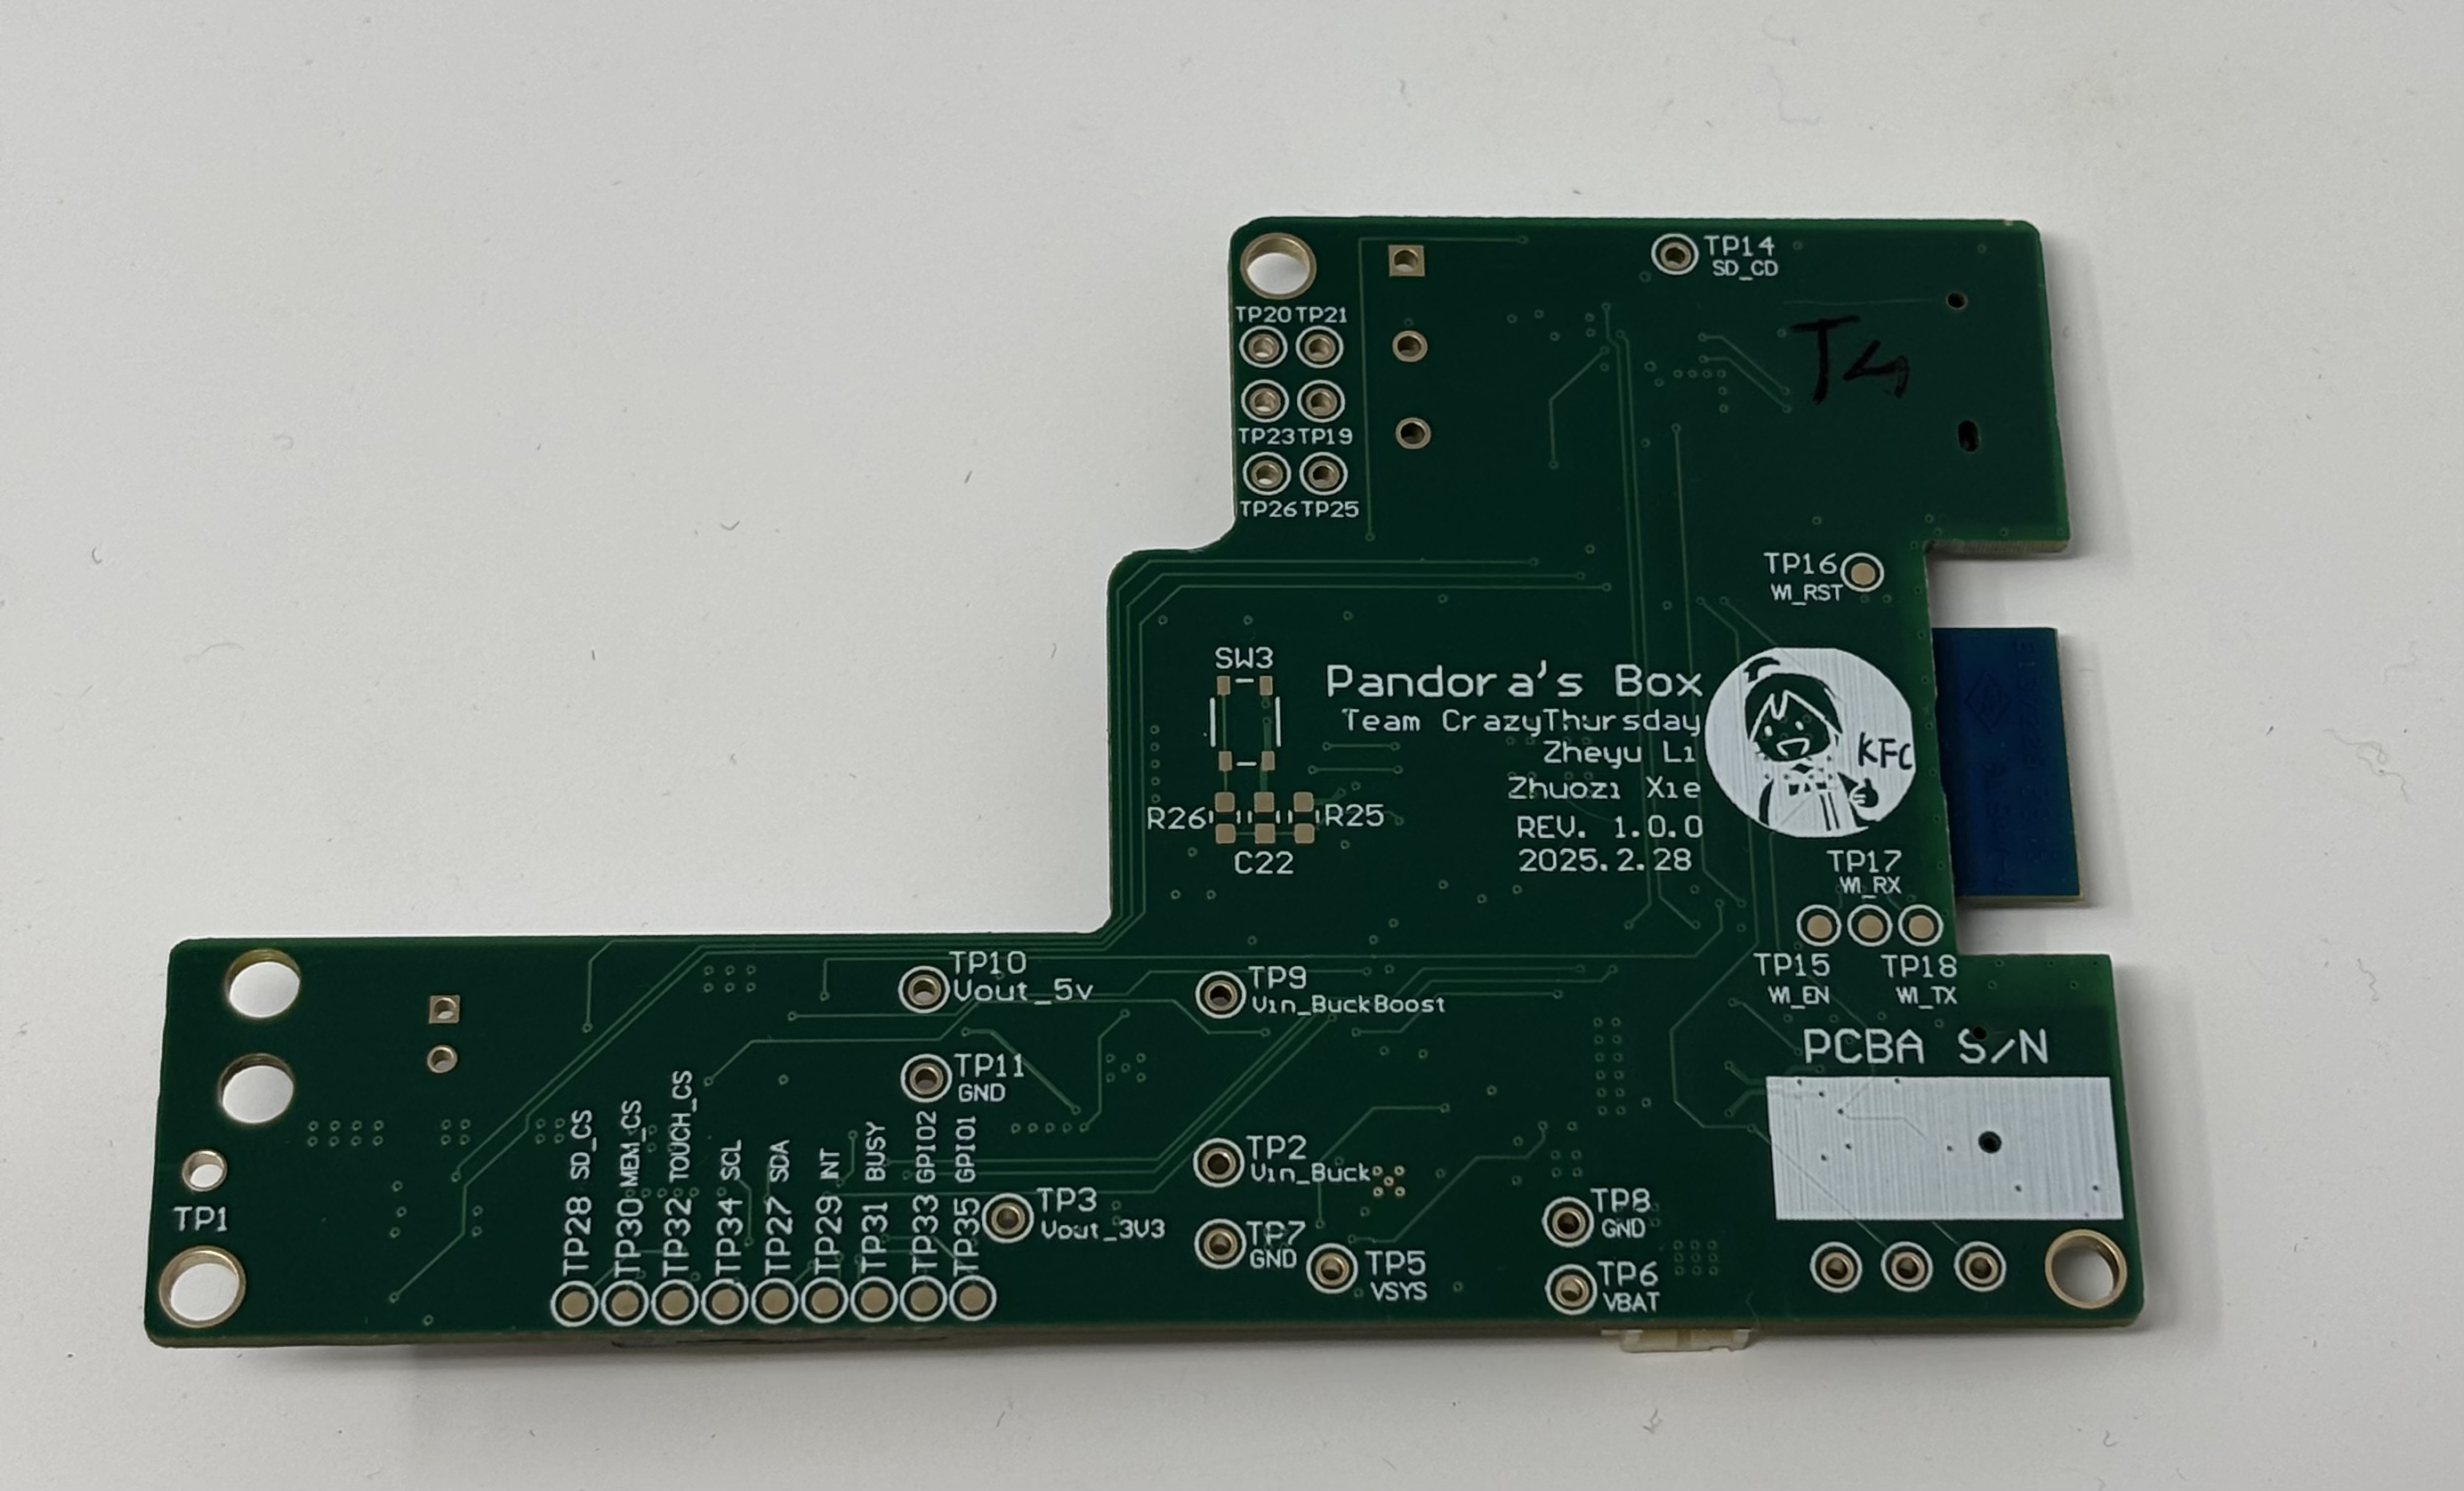 TP14
SD_CD
TP20 TP21
T4
TP23 TP19
TP26 TP25
TP16
WI_RST
SW3
Pandora's Box
Team CrazyThursday
Zheyu Li
Zhuozi Xie
KFC
R26 R25
REV. 1.0.0
C22
2025.2.28
TP17
WI_RX
TP15 TP18
WI_EN WI_TX
TP10
Vout_5v
TP9
Vin_BuckBoost
PCBA S/N
TP11
GND
TP2
Vin_Buck
TP1
TP28 SD_CS
TP30 MEM_CS
TP32 TOUCH_CS
TP34 SCL
TP27 SDA
TP29 INT
TP31 BUSY
TP33 GPIO2
TP35 GPIO1
TP3
Vout_3V3
TP7
GND
TP5
VSYS
TP8
GND
TP6
VBAT